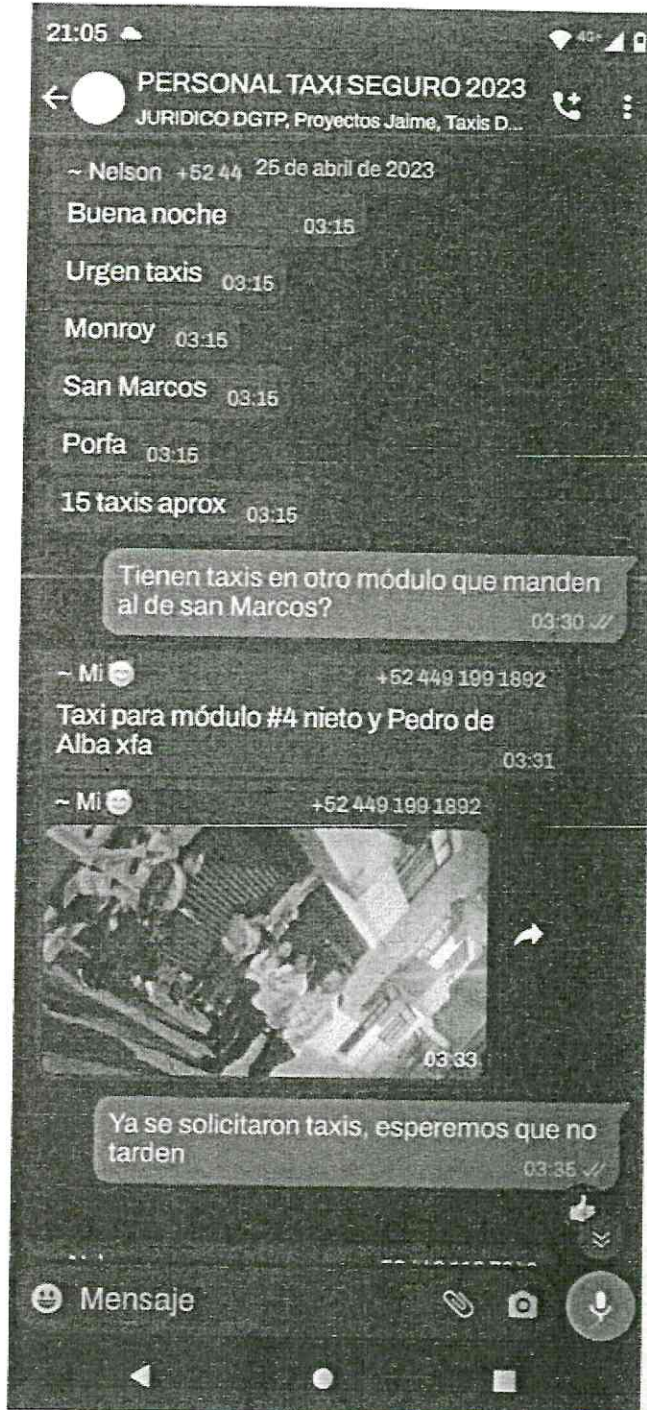 21:05
4G+
PERSONAL TAXI SEGURO 2023
JURIDICO DGTP, Proyectos Jaime, Taxis D...
~ Nelson +52 44 25 de abril de 2023
Buena noche 03:15
Urgen taxis 03:15
Monroy 03:15
San Marcos 03:15
Porfa 03:15
15 taxis aprox 03:15
Tienen taxis en otro módulo que manden
al de san Marcos?
03:30
~ Mi😊 +52 449 199 1892
Taxi para módulo #4 nieto y Pedro de
Alba xfa
03:31
~ Mi😊 +52 449 199 1892
03:33
Ya se solicitaron taxis, esperemos que no
tarden
03:35
Mensaje